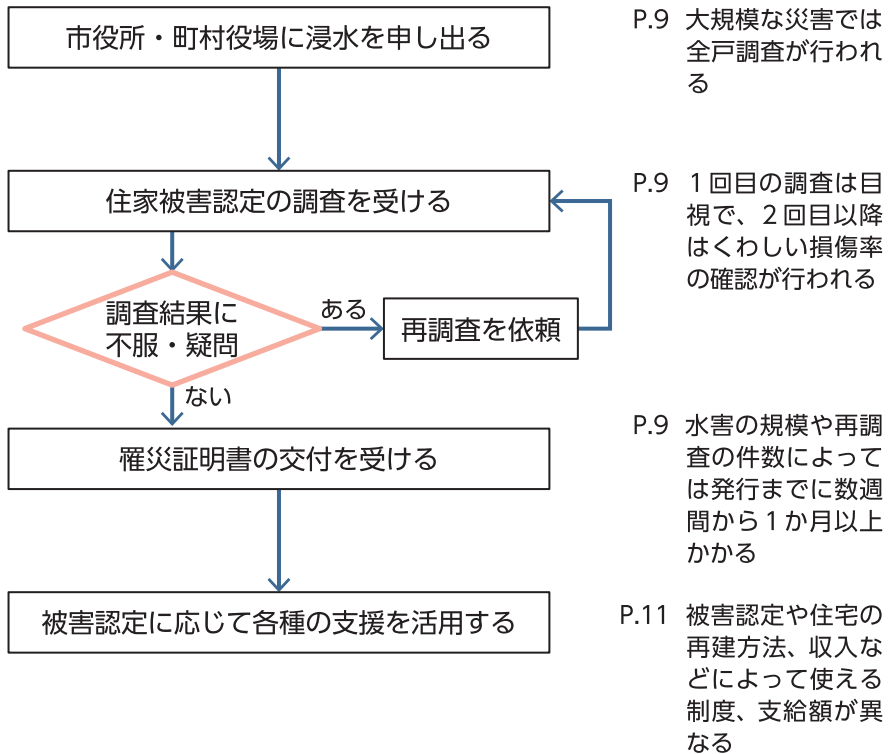 市役所・町村役場に浸水を申し出る
P.9 大規模な災害では
全戸調査が行われ
る
住家被害認定の調査を受ける
P.9 1回目の調査は目
視で、2回目以降
はくわしい損傷率
の確認が行われる
調査結果に
不服・疑問
ある
再調査を依頼
ない
罹災証明書の交付を受ける
P.9 水害の規模や再調
査の件数によって
は発行までに数週
間から1か月以上
かかる
被害認定に応じて各種の支援を活用する
P.11 被害認定や住宅の
再建方法、収入な
どによって使える
制度、支給額が異
なる